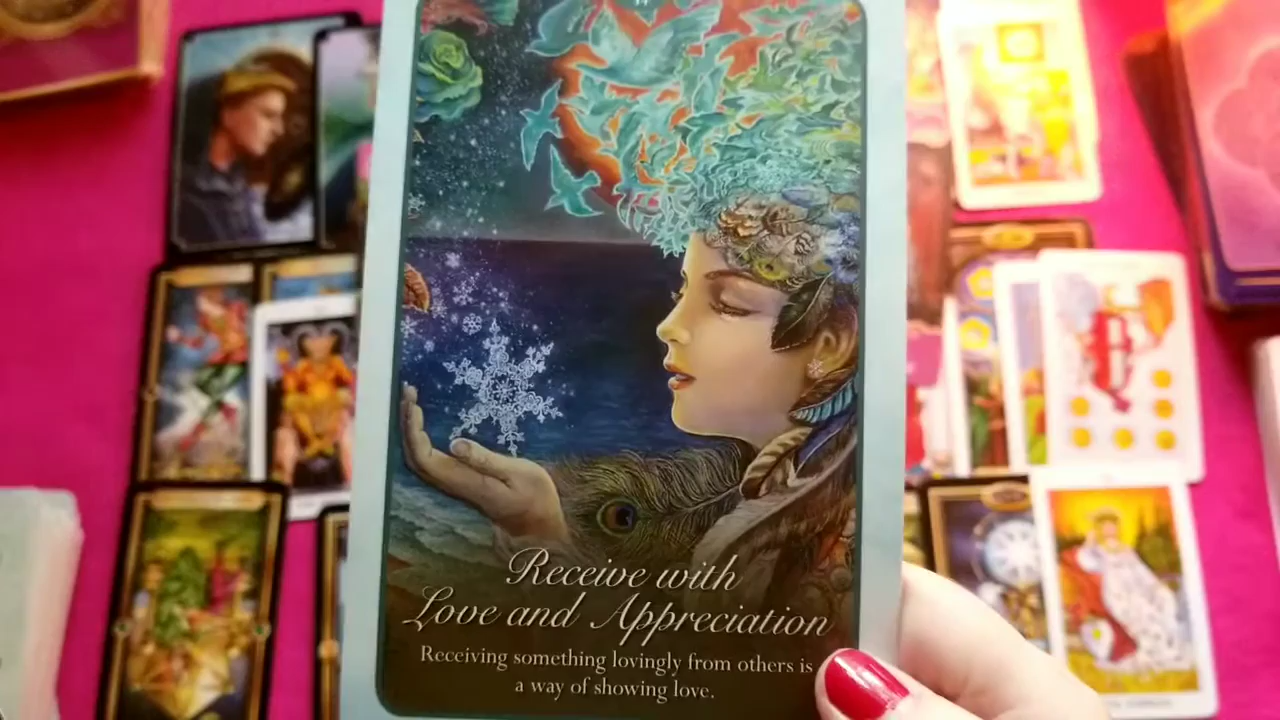 Receive with
Love and Appreciation
Receiving something lovingly from others is
a way of showing love.